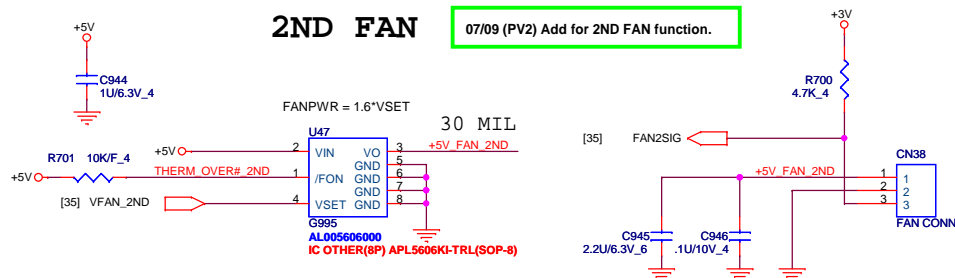 2ND FAN
07/09 (PV2) Add for 2ND FAN function.
+5V
C944
1U/6.3V_4
FANPWR = 1.6*VSET
U47
30 MIL
+5V
2
VIN
VO
3
+5V_FAN_2ND
GND
5
R701
10K/F_4
+5V
THERM_OVER#_2ND
1
/FON
GND
6
GND
7
[35]
VFAN_2ND
4
VSET
GND
8
G995
AL005606000
IC OTHER(8P) APL5606KI-TRL(SOP-8)
+3V
R700
4.7K_4
[35]
FAN2SIG
CN38
+5V_FAN_2ND
1
1
2
2
3
3
FAN CONN
C945
2.2U/6.3V_6
C946
.1U/10V_4